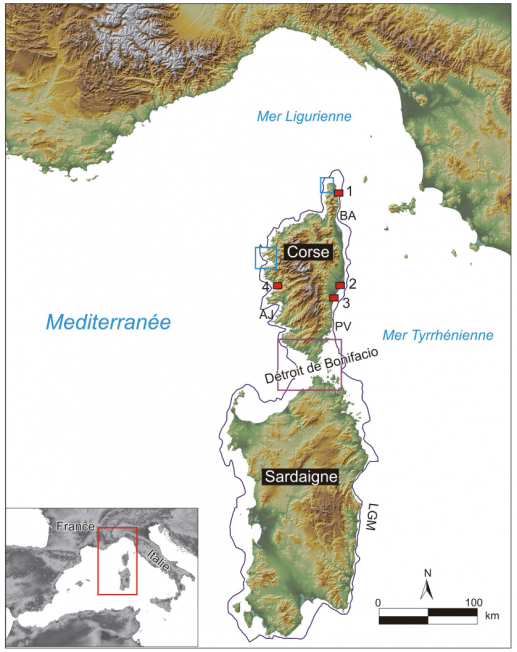 Mer Ligurienne
1
BA
Corse
4
2
3
AJ
PV
Mediterranée
Mer Tyrrhénienne
Détroit de Bonifacio
Sardaigne
LGM
France
Italie
N
0 100
km